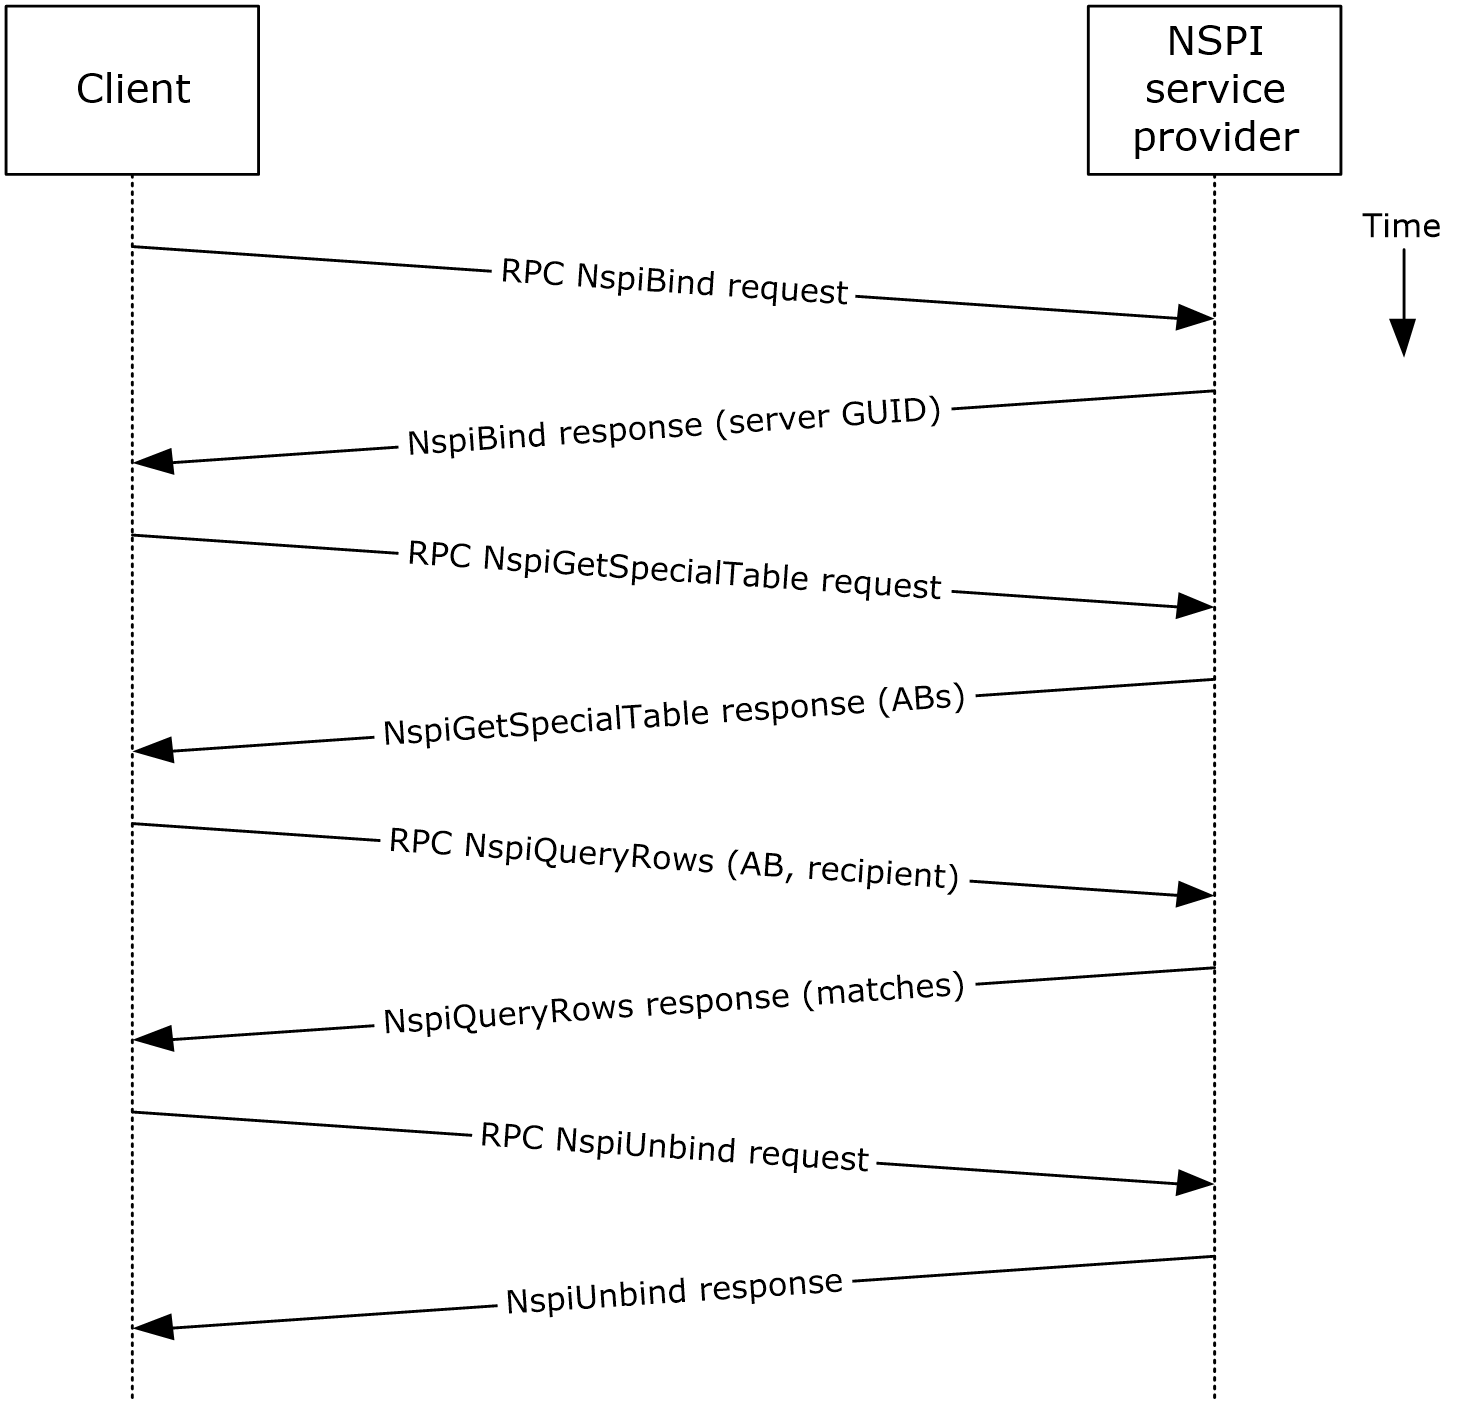 Client
NSPI
service
provider
Time
RPC NspiBind request
NspiBind response (server GUID)
RPC NspiGetSpecialTable request
NspiGetSpecialTable response (ABs)
RPC NspiQueryRows (AB, recipient)
NspiQueryRows response (matches)
RPC NspiUnbind request
NspiUnbind response